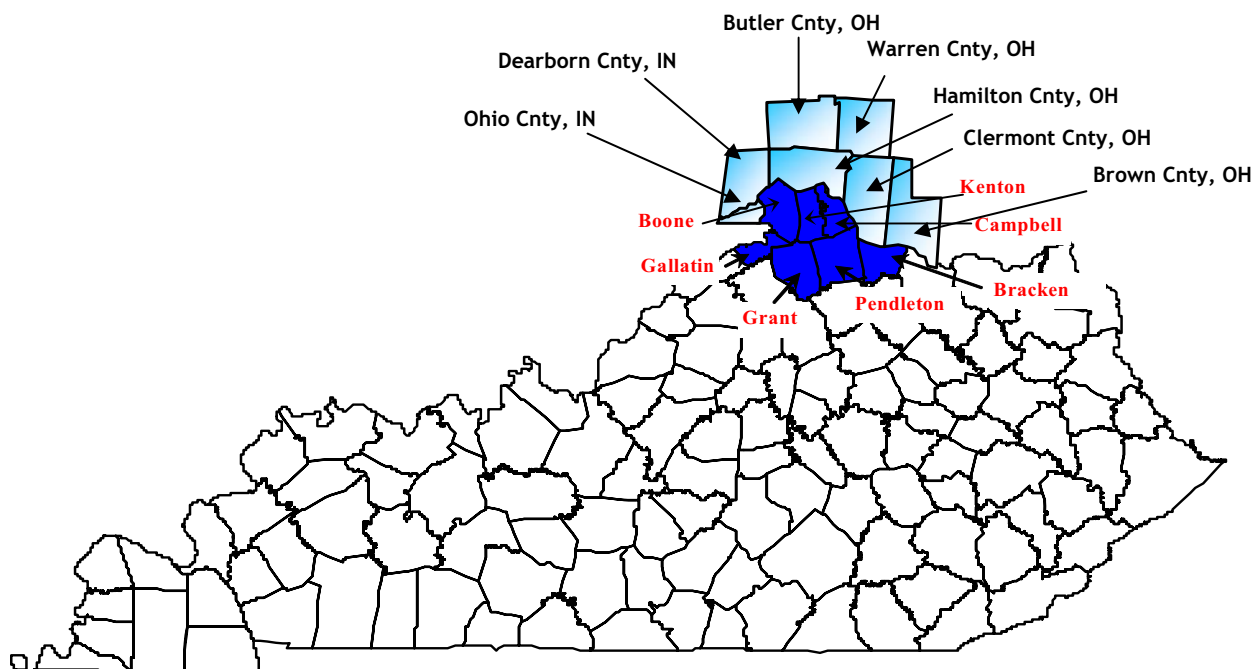 Butler Cnty, OH
Warren Cnty, OH
Dearborn Cnty, IN
Hamilton Cnty, OH
Ohio Cnty, IN
Clermont Cnty, OH
Brown Cnty, OH
Kenton
Boone
Campbell
Gallatin
Bracken
Pendleton
Grant